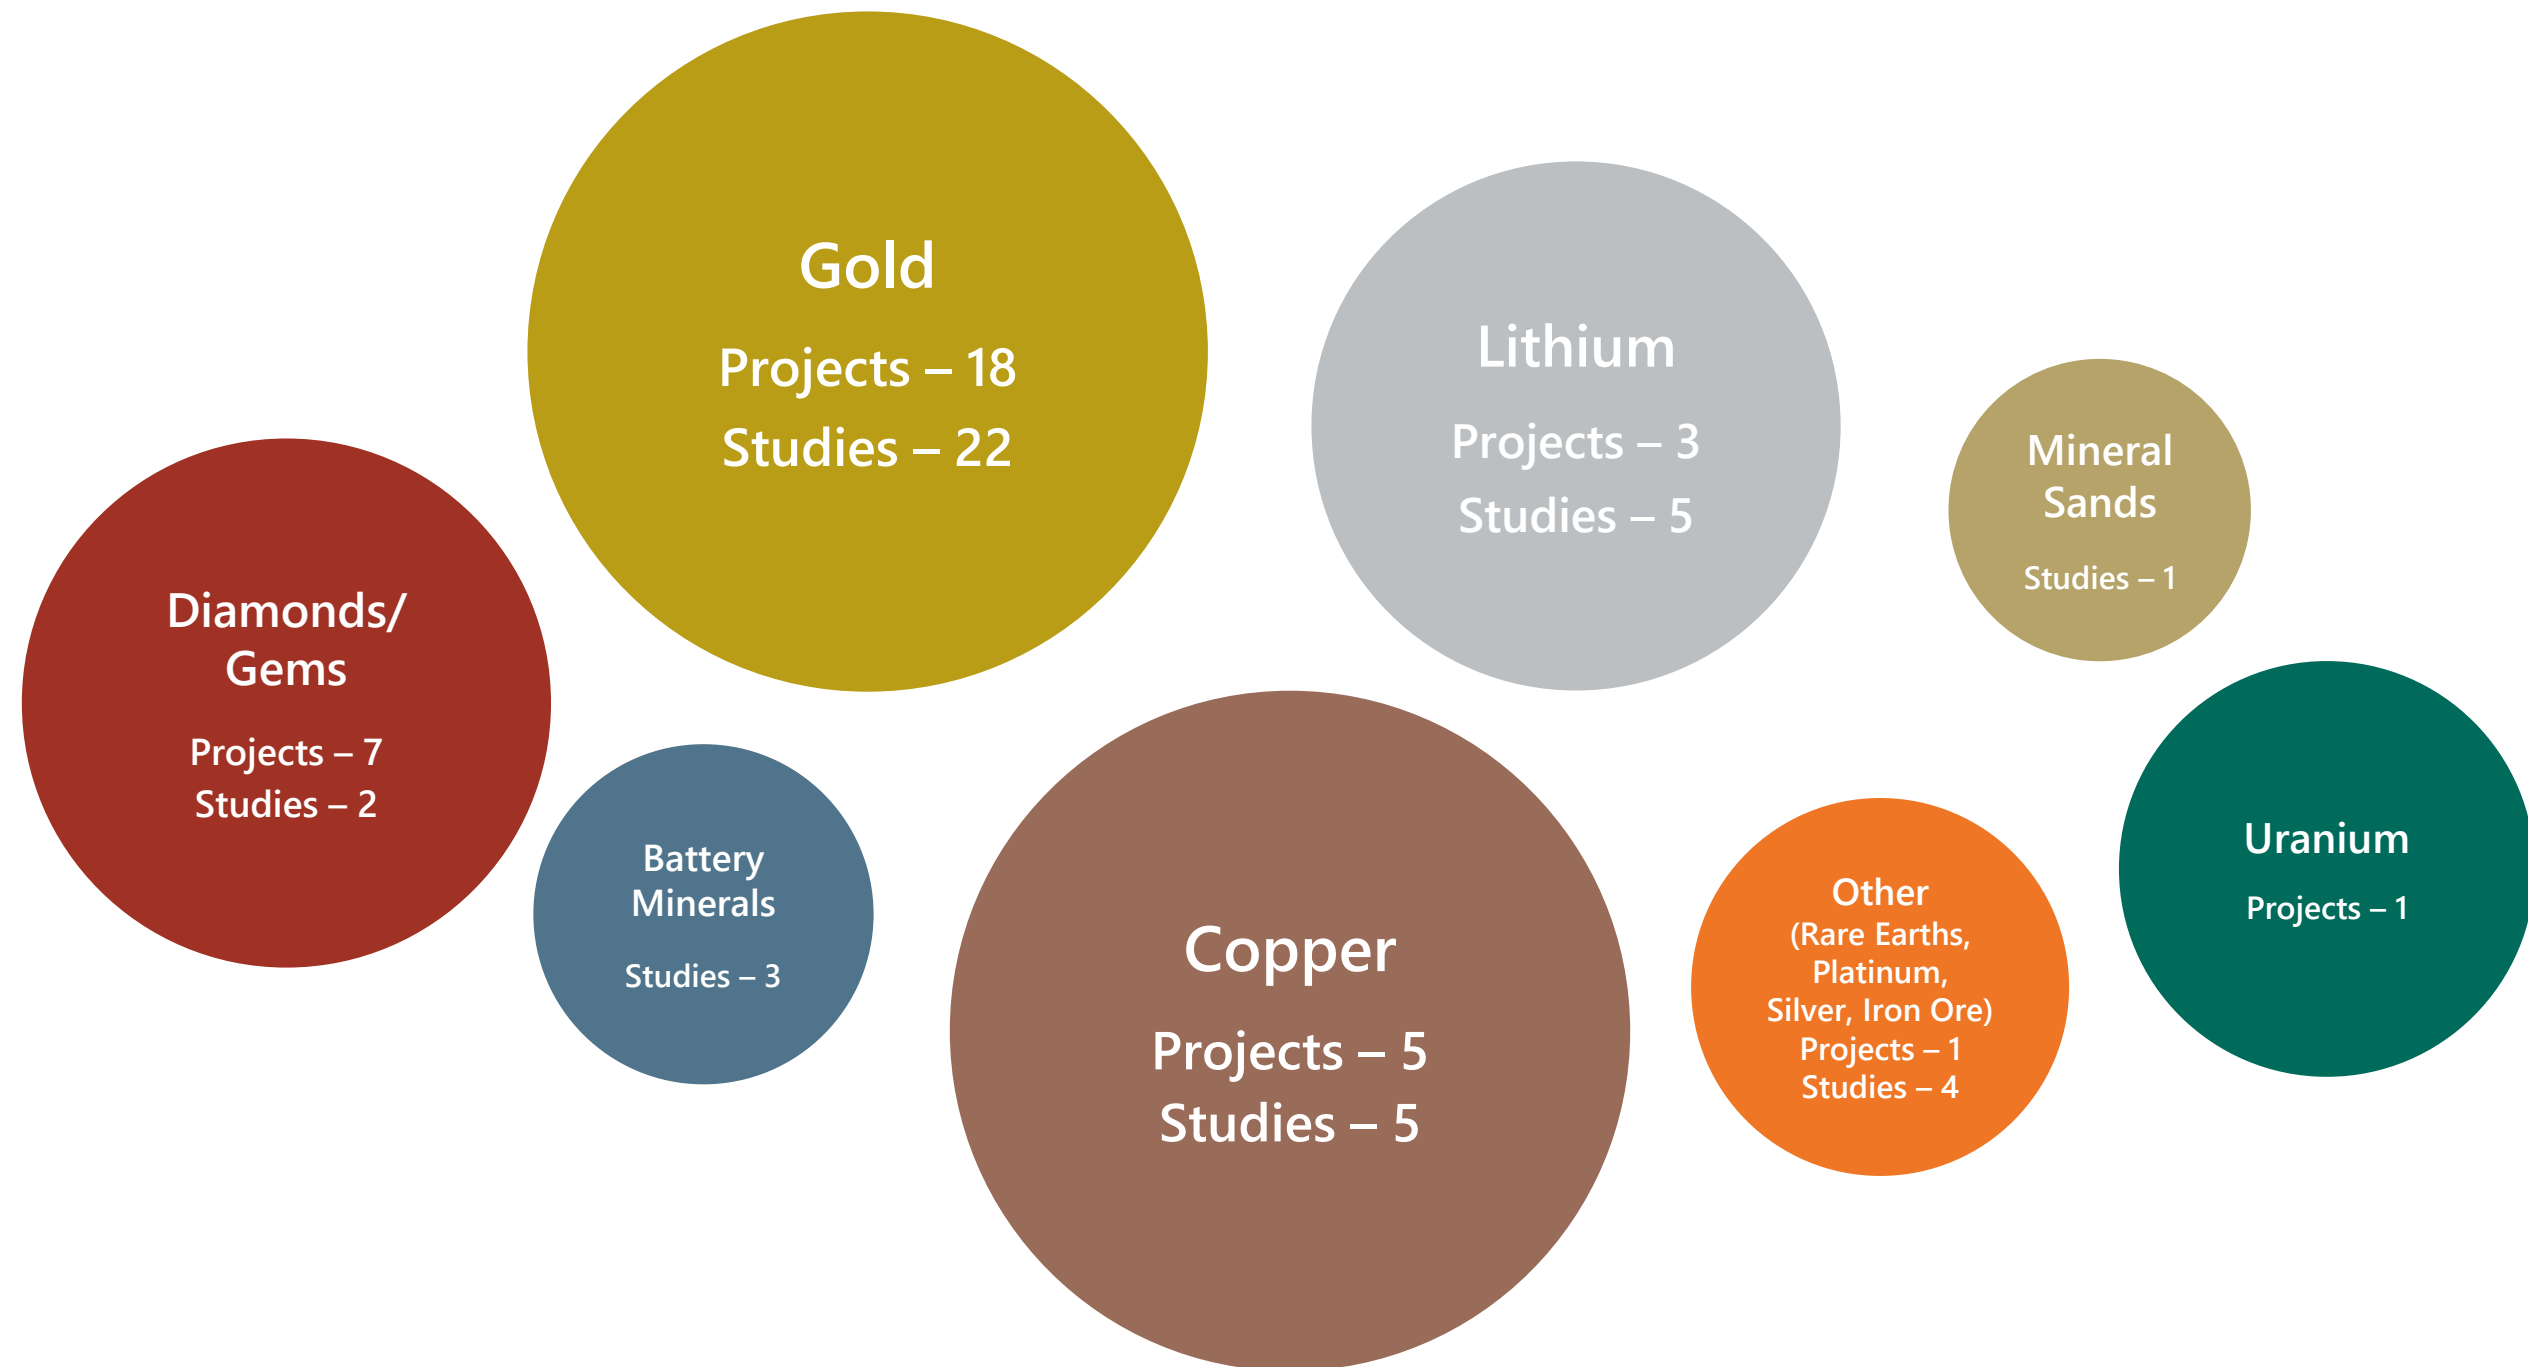 Gold
Projects – 18
Studies – 22
Lithium
Projects – 3
Studies – 5
Mineral
Sands
Studies – 1
Diamonds/
Gems
Projects – 7
Studies – 2
Battery
Minerals
Studies – 3
Copper
Projects – 5
Studies – 5
Other
(Rare Earths,
Platinum,
Silver, Iron Ore)
Projects – 1
Studies – 4
Uranium
Projects – 1